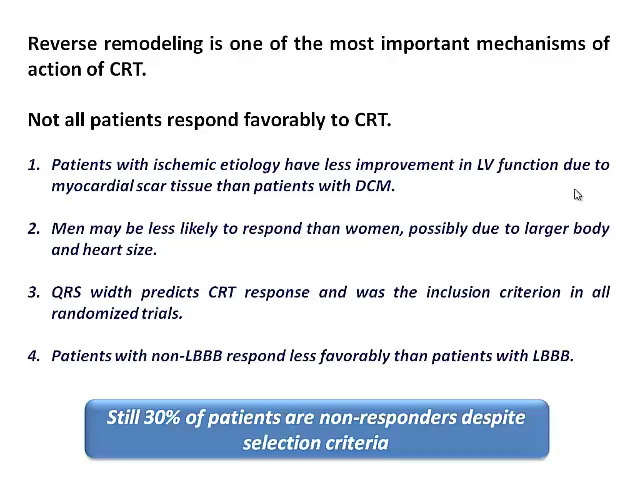 Reverse remodeling is one of the most important mechanisms of
action of CRT.
Not all patients respond favorably to CRT.
1. Patients with ischemic etiology have less improvement in LV function due to
myocardial scar tissue than patients with DCM.
2. Men may be less likely to respond than women, possibly due to larger body
and heart size.
3. QRS width predicts CRT response and was the inclusion criterion in all
randomized trials.
4. Patients with non-LBBB respond less favorably than patients with LBBB.
Still 30% of patients are non-responders despite
selection criteria